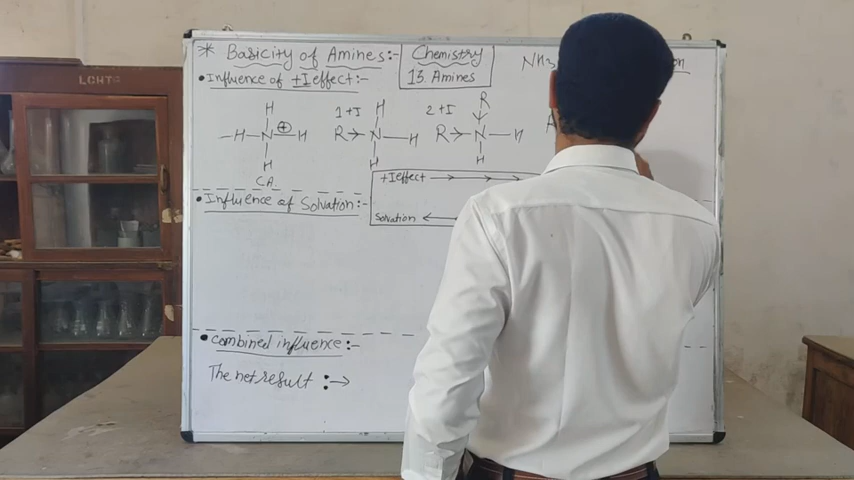 LCHTS
* Basicity of Amines:-
Chemistry
13. Amines
NH3
• Influence of +I effect:-
H
-H-N⊕-H
H
CA
1 +I
H
R→N-H
H
2 +I
R
R→N-H
H
+I effect →→→
Solvation ←
• Influence of Solvation:-
• Combined influence:-
The net result :→